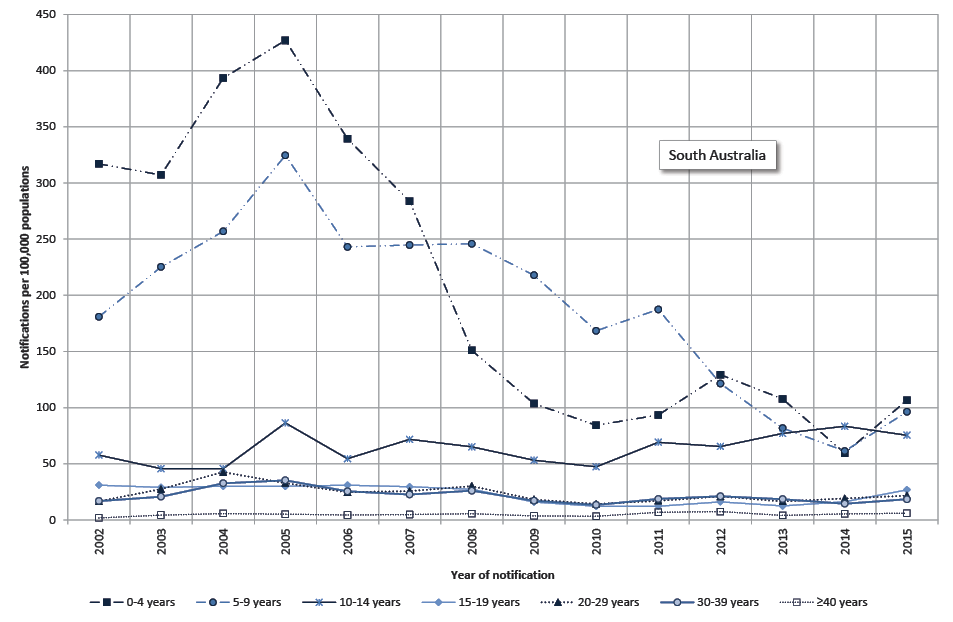 450
400
350
300
250
200
150
100
50
0
Notifications per 100,000 populations
South Australia
2002 2003 2004 2005 2006 2007 2008 2009 2010 2011 2012 2013 2014 2015
Year of notification
0-4 years 5-9 years 10-14 years 15-19 years 20-29 years 30-39 years ≥40 years